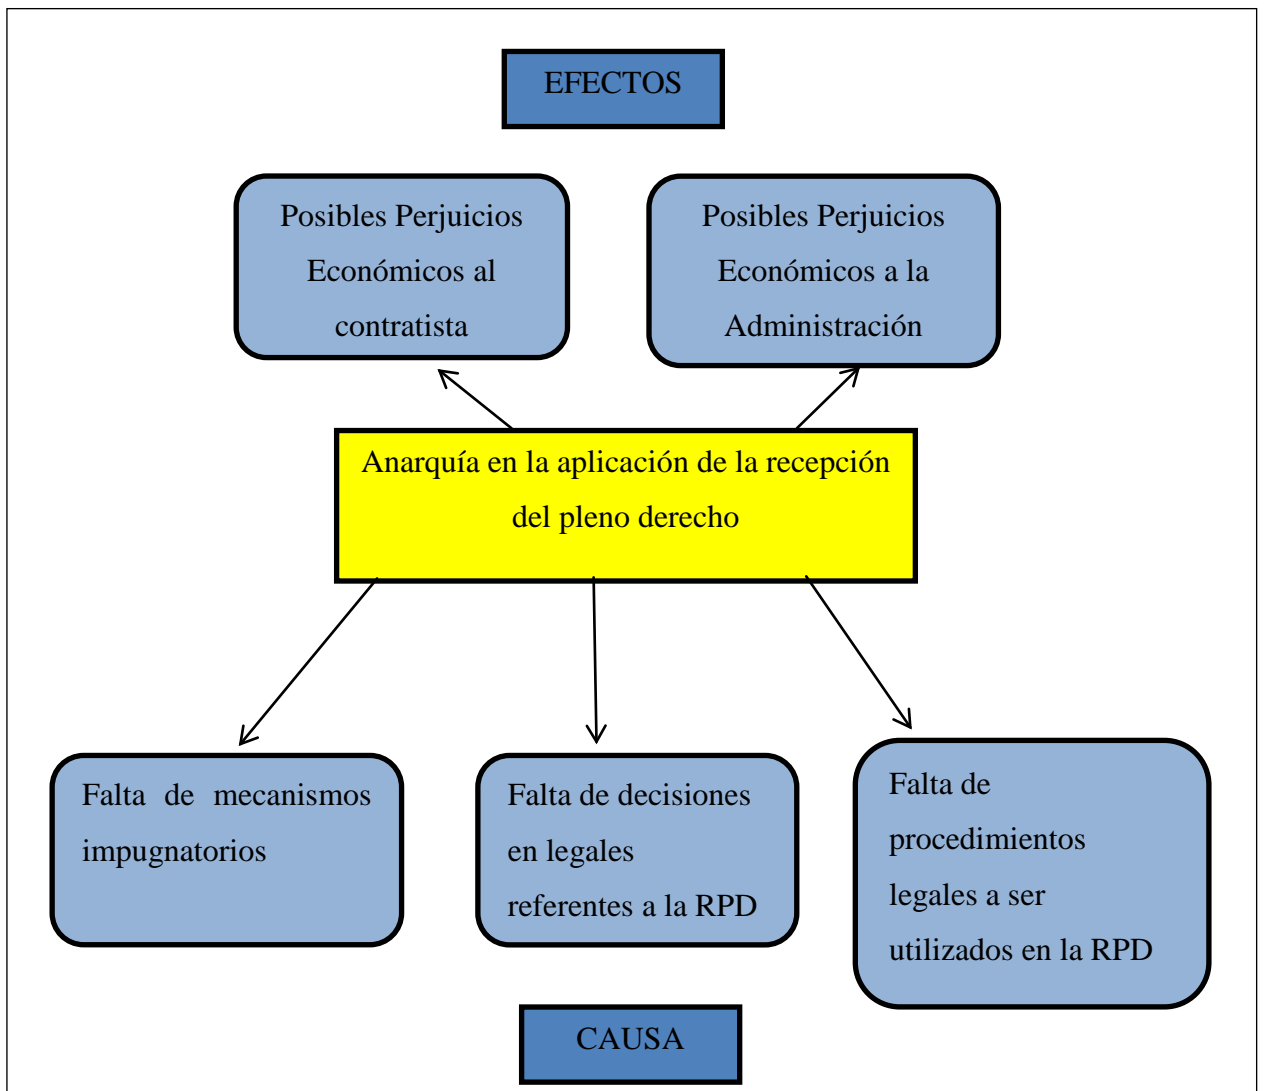 EFECTOS
Posibles Perjuicios
Económicos al
contratista
Posibles Perjuicios
Económicos a la
Administración
Anarquía en la aplicación de la recepción
del pleno derecho
Falta de mecanismos
impugnatorios
Falta de decisiones
en legales
referentes a la RPD
Falta de
procedimientos
legales a ser
utilizados en la RPD
CAUSA